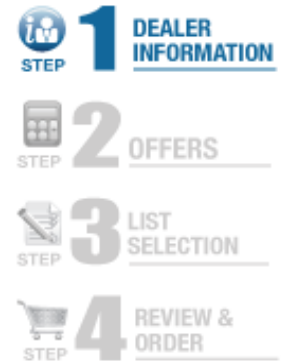 STEP 1 DEALER
INFORMATION
STEP 2 OFFERS
STEP 3 LIST
SELECTION
STEP 4 REVIEW &
ORDER